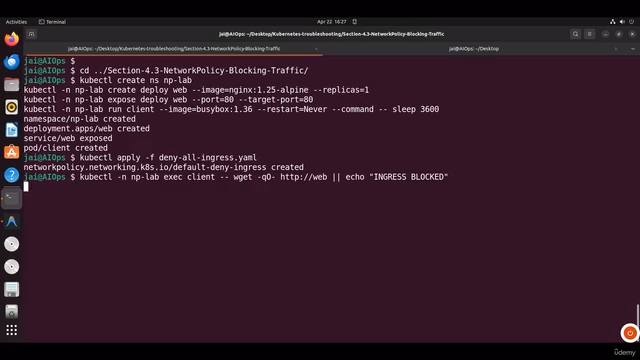 Activities
Terminal
Apr 22 16:27
jai@AIOps: ~/Desktop/Kubernetes-troubleshooting/Section-4.3-NetworkPolicy-Blocking-Traffic
jai@AIOps: ~/Desktop/Kubernetes-troubleshooting/Section-4.3-NetworkPolicy-Blocking-Traffic
jai@AIOps: ~/Desktop
jai@AIOps $
jai@AIOps $ cd ../Section-4.3-NetworkPolicy-Blocking-Traffic/
jai@AIOps $ kubectl create ns np-lab
kubectl -n np-lab create deploy web --image=nginx:1.25-alpine --replicas=1
kubectl -n np-lab expose deploy web --port=80 --target-port=80
kubectl -n np-lab run client --image=busybox:1.36 --restart=Never --command -- sleep 3600
namespace/np-lab created
deployment.apps/web created
service/web exposed
pod/client created
jai@AIOps $ kubectl apply -f deny-all-ingress.yaml
networkpolicy.networking.k8s.io/default-deny-ingress created
jai@AIOps $ kubectl -n np-lab exec client -- wget -qO- http://web || echo "INGRESS BLOCKED"
ûdemy